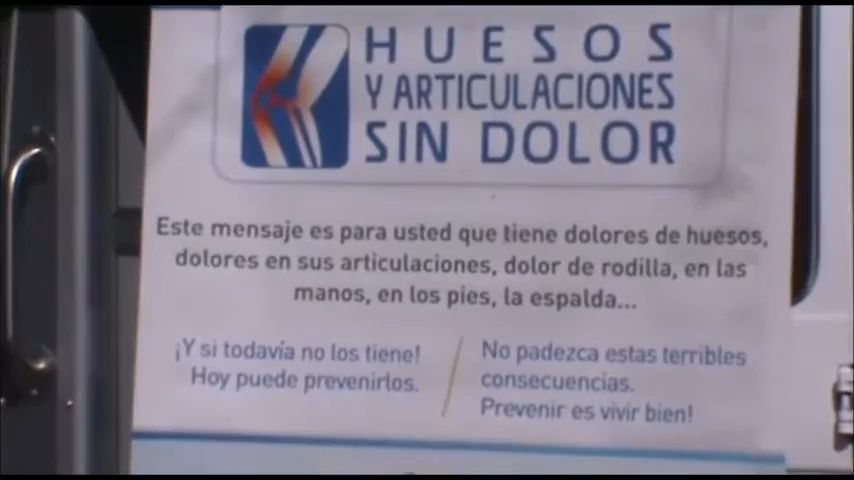 HUESOS
Y ARTICULACIONES
SIN DOLOR
Este mensaje es para usted que tiene dolores de huesos,
dolores en sus articulaciones, dolor de rodilla, en las
manos, en los pies, la espalda...
¡Y si todavía no los tiene!
Hoy puede prevenirlos.
No padezca estas terribles
consecuencias.
Prevenir es vivir bien!